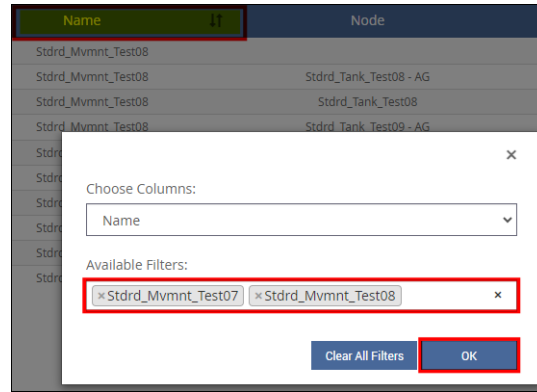 Name Node
Stdrd_Mvmnt_Test08
Stdrd_Mvmnt_Test08 Stdrd_Tank_Test08 - AG
Stdrd_Mvmnt_Test08 Stdrd_Tank_Test08
Stdrd_Mvmnt_Test08 Stdrd_Tank_Test09 - AG
×
Choose Columns:
Name
Available Filters:
×Stdrd_Mvmnt_Test07 ×Stdrd_Mvmnt_Test08 ×
Clear All Filters OK